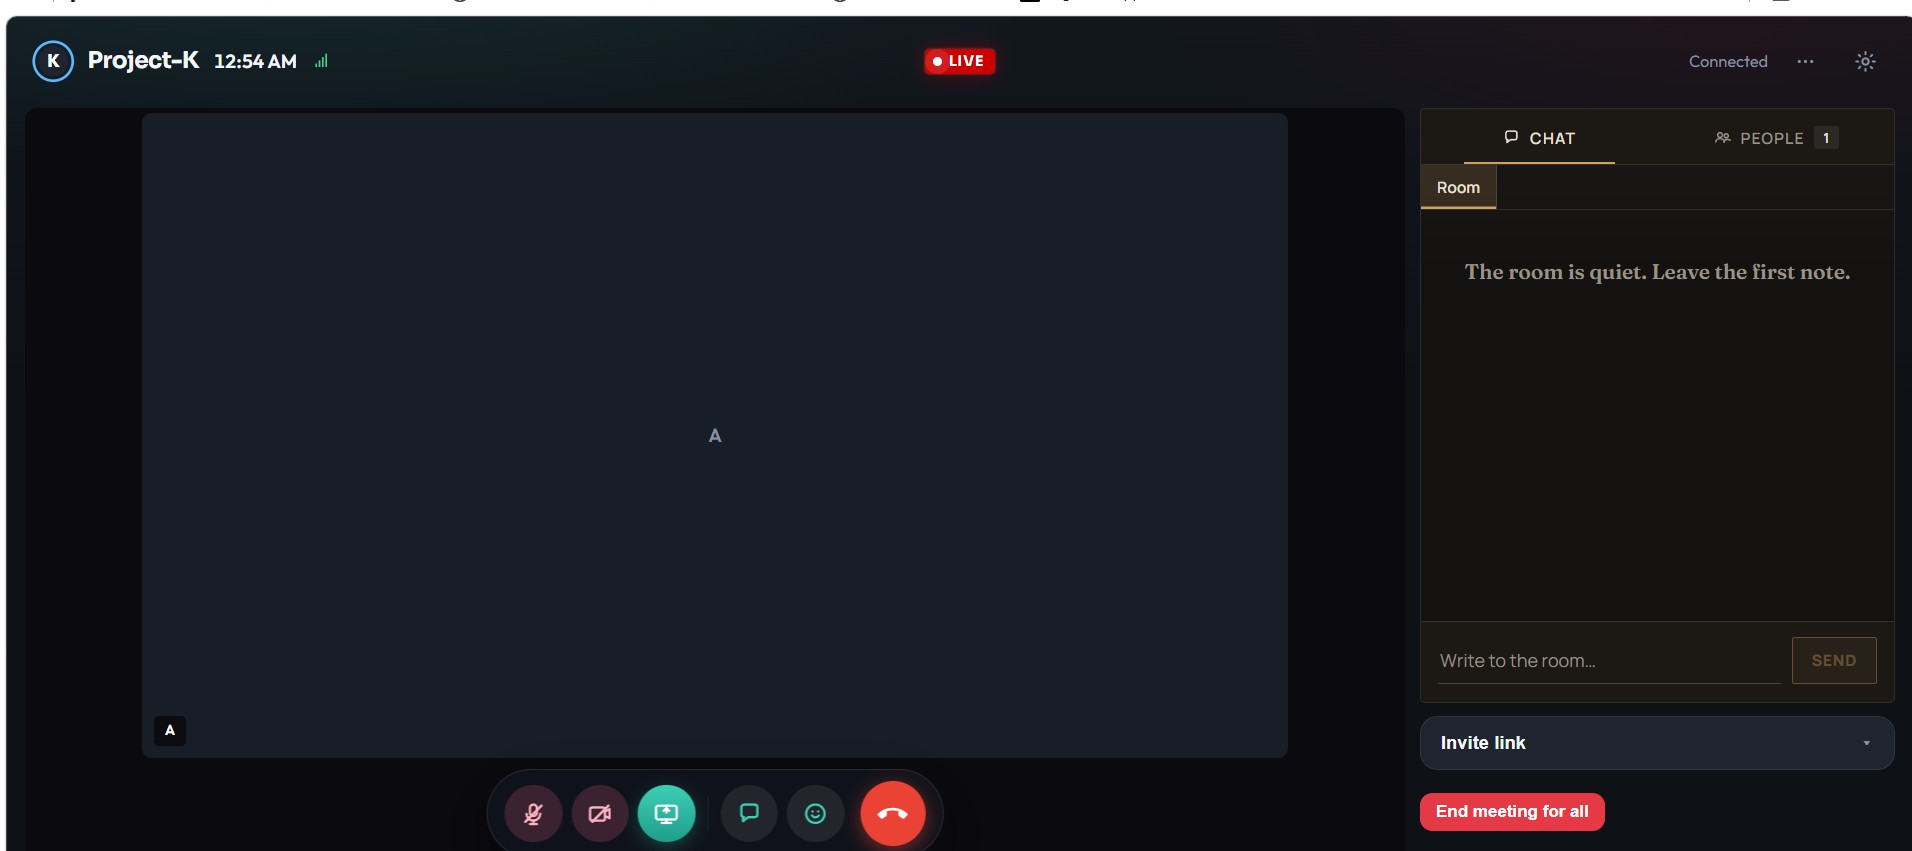 K Project-K 12:54 AM
LIVE
Connected
CHAT
PEOPLE 1
Room
The room is quiet. Leave the first note.
A
A
Write to the room...
SEND
Invite link
End meeting for all